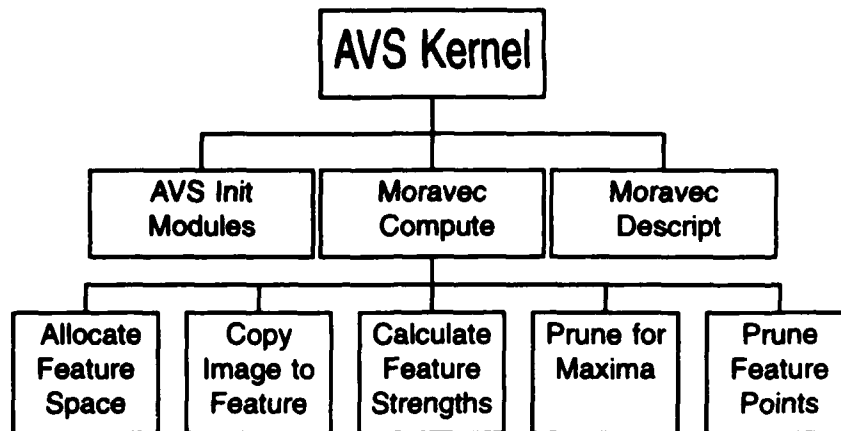 AVS Kernel
AVS Init
Modules
Moravec
Compute
Moravec
Descript
Allocate
Feature
Space
Copy
Image to
Feature
Calculate
Feature
Strengths
Prune for
Maxima
Prune
Feature
Points